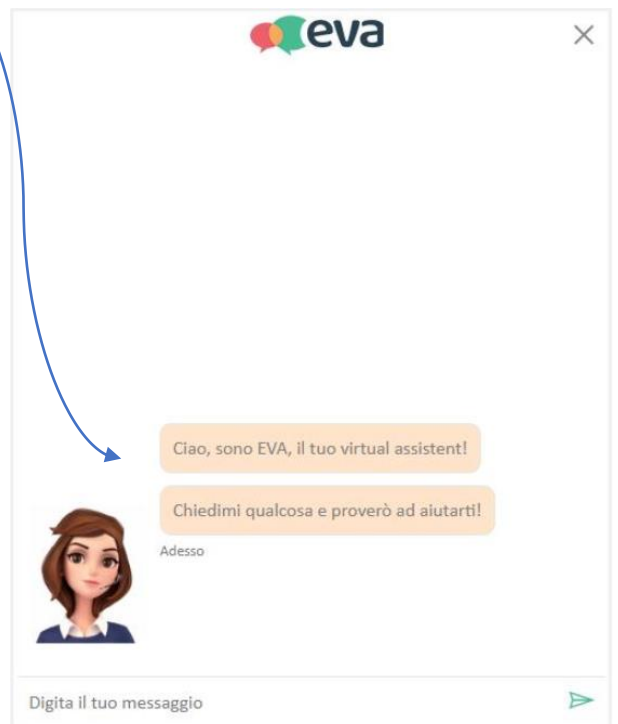 eva
Ciao, sono EVA, il tuo virtual assistent!
Chiedimi qualcosa e proverò ad aiutarti!
Adesso
Digita il tuo messaggio